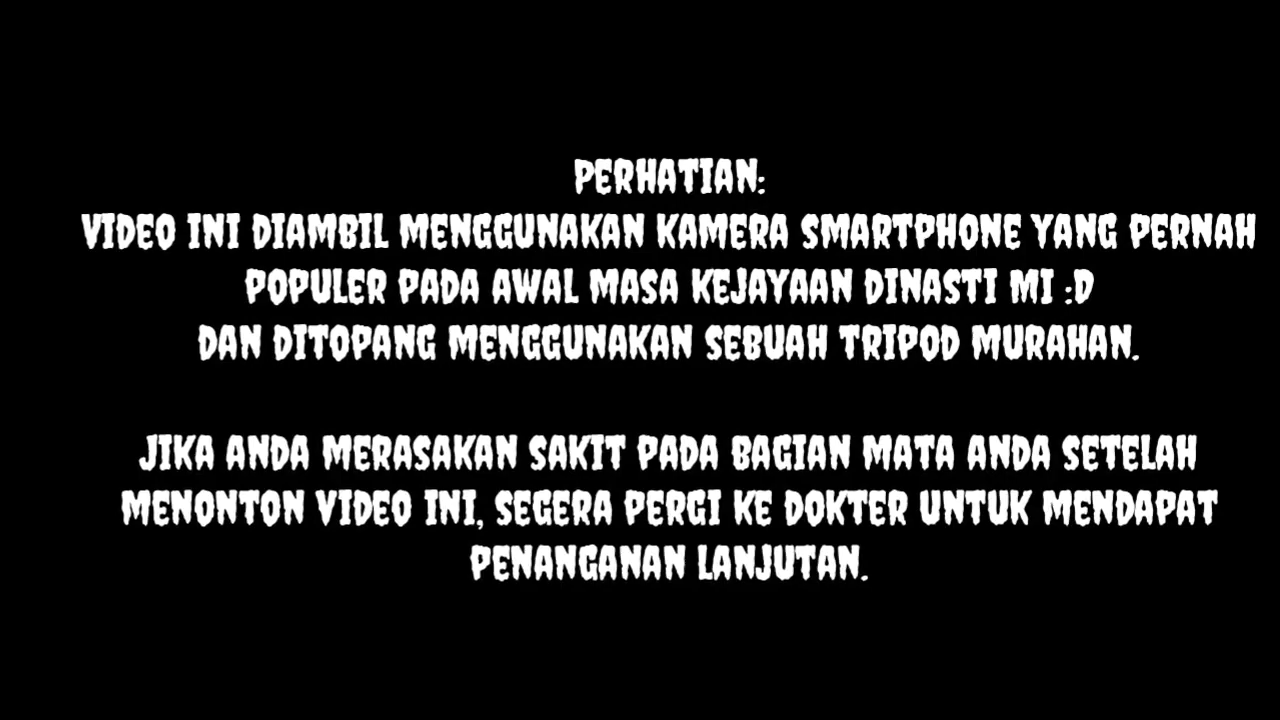 PERHATIAN:
VIDEO INI DIAMBIL MENGGUNAKAN KAMERA SMARTPHONE YANG PERNAH
POPULER PADA AWAL MASA KEJAYAAN DINASTI MI :D
DAN DITOPANG MENGGUNAKAN SEBUAH TRIPOD MURAHAN.
JIKA ANDA MERASAKAN SAKIT PADA BAGIAN MATA ANDA SETELAH
MENONTON VIDEO INI, SEGERA PERGI KE DOKTER UNTUK MENDAPAT
PENANGANAN LANJUTAN.